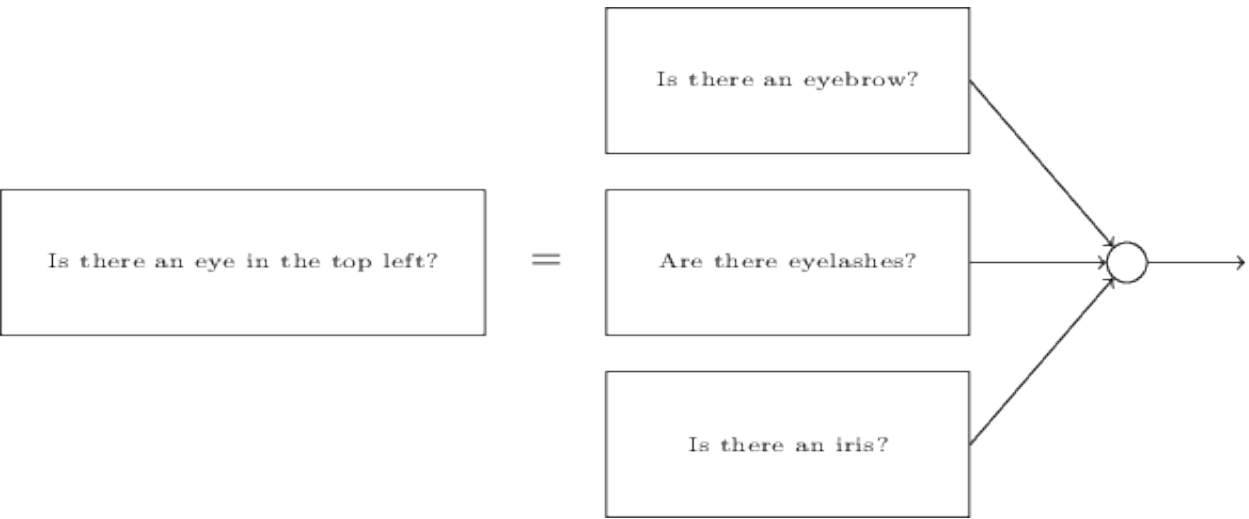 Is there an eyebrow?
Is there an eye in the top left?
=
Are there eyelashes?
Is there an iris?